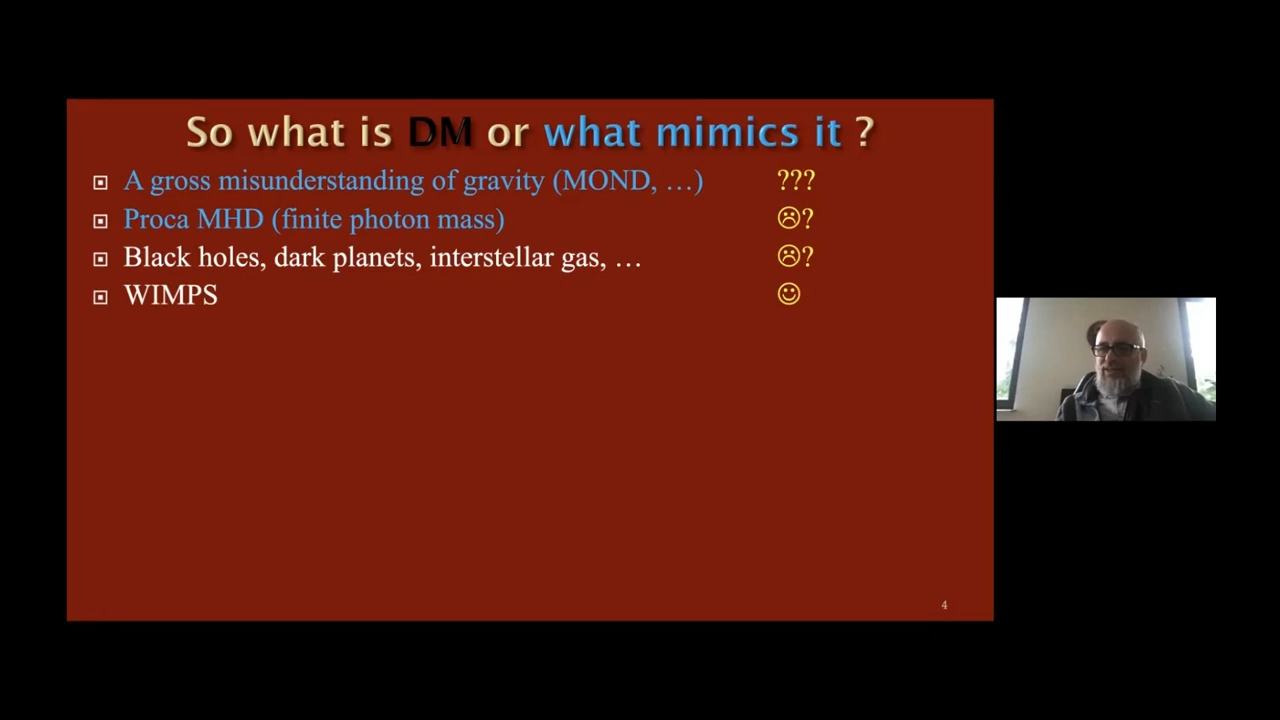 So what is DM or what mimics it ?
A gross misunderstanding of gravity (MOND, …) ???
Proca MHD (finite photon mass) ☹?
Black holes, dark planets, interstellar gas, … ☹?
WIMPS ☺
4